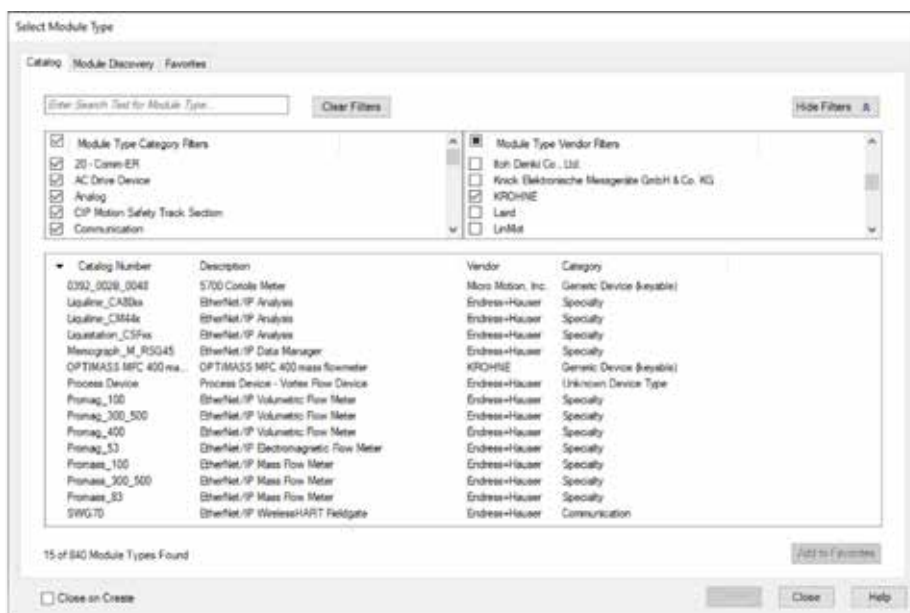 Select Module Type
Catalog Module Discovery Favorites
Enter Search Text for Module Type...
Clear Filters
Hide Filters
Module Type Category Filters
20 - Comm-ER
AC Drive Device
Analog
CIP Motion Safety Track Section
Communication
Module Type Vendor Filters
Itoh Denki Co., Ltd.
Knick Elektronische Messgeräte GmbH & Co. KG
KROHNE
Laird
LinMot
Catalog Number Description Vendor Category
0392_002B_0048 5700 Coriolis Meter Micro Motion, Inc. Generic Device (keyable)
Liquiline_CA80xx EtherNet/IP Analysis Endress+Hauser Specialty
Liquiline_CM44x EtherNet/IP Analysis Endress+Hauser Specialty
Liquistation_CSFxx EtherNet/IP Analysis Endress+Hauser Specialty
Memograph_M_RSG45 EtherNet/IP Data Manager Endress+Hauser Specialty
OPTIMASS MFC 400 ma... OPTIMASS MFC 400 mass flowmeter KROHNE Generic Device (keyable)
Process Device Process Device - Vortex Flow Device Endress+Hauser Unknown Device Type
Promag_100 EtherNet/IP Volumetric Flow Meter Endress+Hauser Specialty
Promag_300_500 EtherNet/IP Volumetric Flow Meter Endress+Hauser Specialty
Promag_400 EtherNet/IP Volumetric Flow Meter Endress+Hauser Specialty
Promag_53 EtherNet/IP Electromagnetic Flow Meter Endress+Hauser Specialty
Promass_100 EtherNet/IP Mass Flow Meter Endress+Hauser Specialty
Promass_300_500 EtherNet/IP Mass Flow Meter Endress+Hauser Specialty
Promass_83 EtherNet/IP Mass Flow Meter Endress+Hauser Specialty
SWG70 EtherNet/IP WirelessHART Fieldgate Endress+Hauser Communication
15 of 840 Module Types Found
Add to Favorites
Close on Create
Close
Help